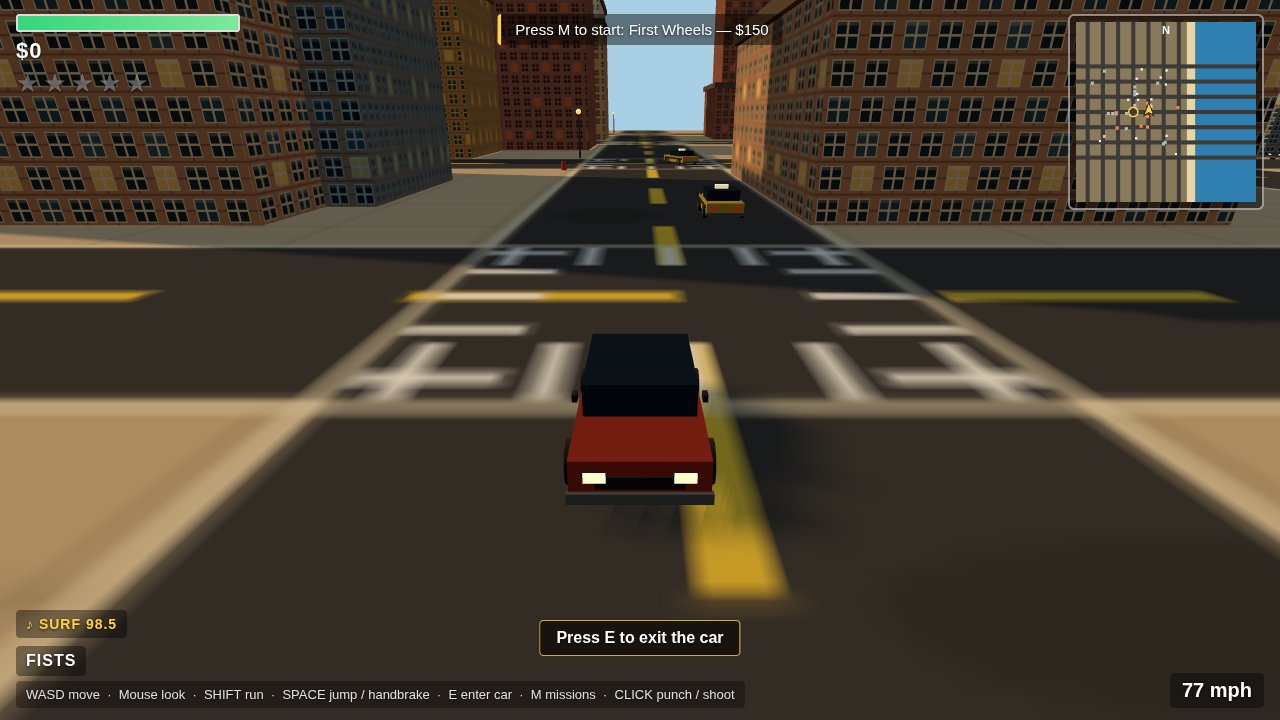 Press M to start: First Wheels — $150
N
$0
♪ SURF 98.5
FISTS
Press E to exit the car
WASD move · Mouse look · SHIFT run · SPACE jump / handbrake · E enter car · M missions · CLICK punch / shoot
77 mph